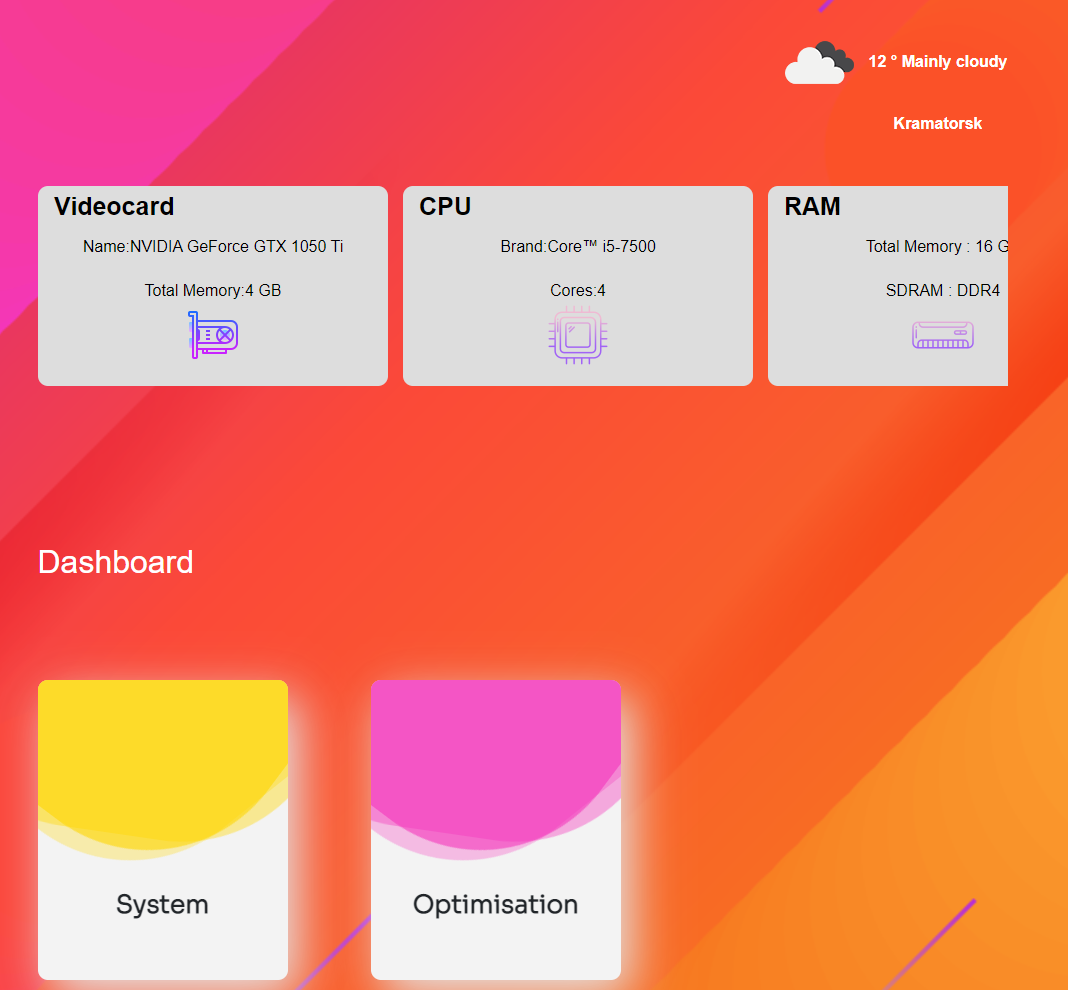 12 ° Mainly cloudy
Kramatorsk
Videocard
Name:NVIDIA GeForce GTX 1050 Ti
Total Memory:4 GB
CPU
Brand:Core™ i5-7500
Cores:4
RAM
Total Memory : 16 G
SDRAM : DDR4
Dashboard
System
Optimisation